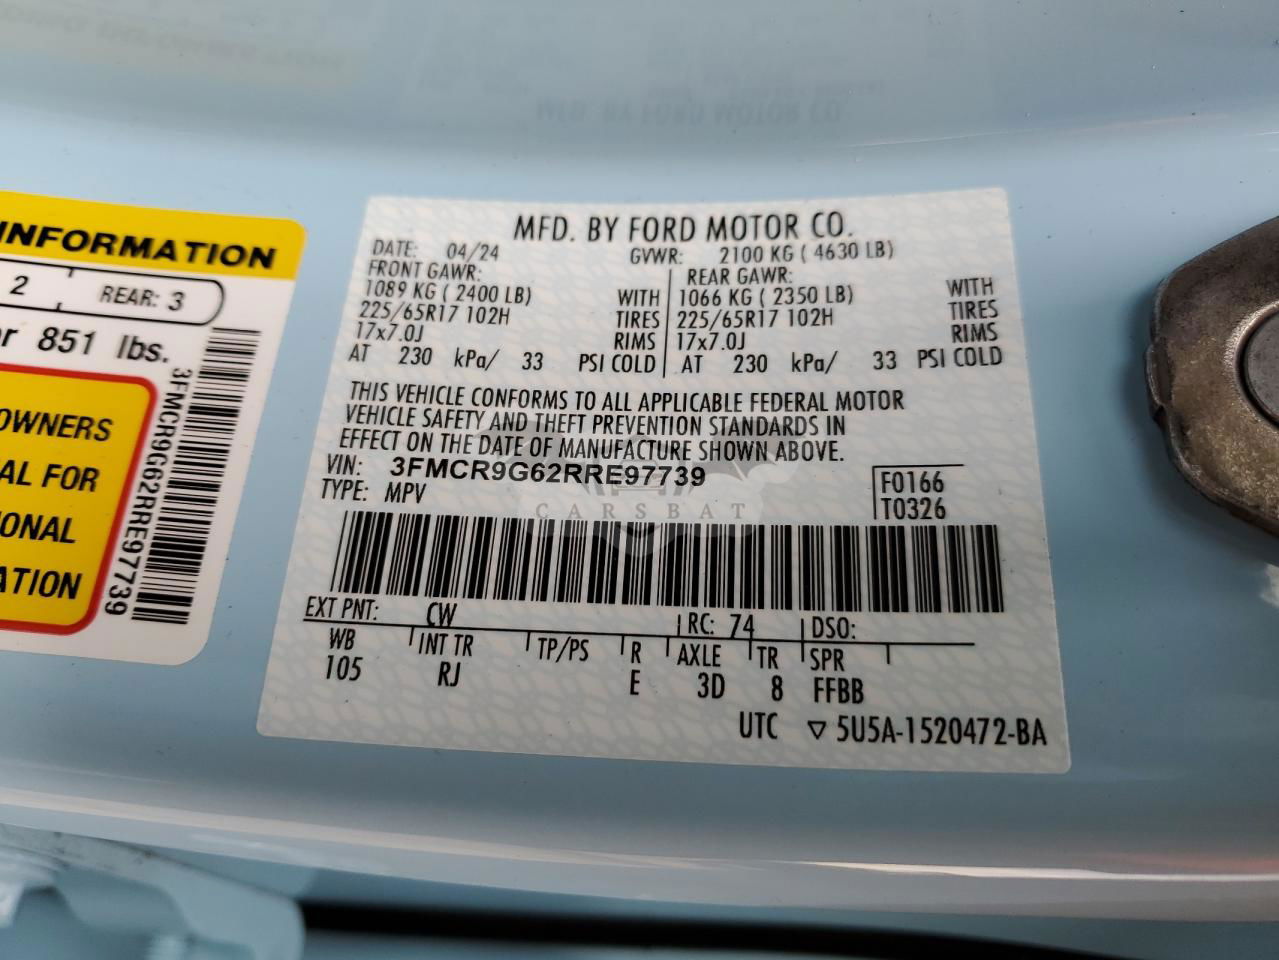 INFORMATION
2 REAR: 3
851 lbs.
3FMCR9G62RRE97739
OWNERS
FOR
MFD. BY FORD MOTOR CO.
DATE: 04/24 GVWR: 2100 KG ( 4630 LB)
FRONT GAWR: REAR GAWR:
1089 KG ( 2400 LB) WITH 1066 KG ( 2350 LB) WITH
225/65R17 102H TIRES 225/65R17 102H TIRES
17x7.0J RIMS 17x7.0J RIMS
AT 230 kPa/ 33 PSI COLD AT 230 kPa/ 33 PSI COLD
THIS VEHICLE CONFORMS TO ALL APPLICABLE FEDERAL MOTOR
VEHICLE SAFETY AND THEFT PREVENTION STANDARDS IN
EFFECT ON THE DATE OF MANUFACTURE SHOWN ABOVE.
VIN: 3FMCR9G62RRE97739 F0166
TYPE: MPV T0326
CARSBAT
EXT PNT: CW RC: 74 DSO:
WB INT TR TP/PS R AXLE TR SPR
105 RJ E 3D 8 FFBB
UTC ▽ 5U5A-1520472-BA